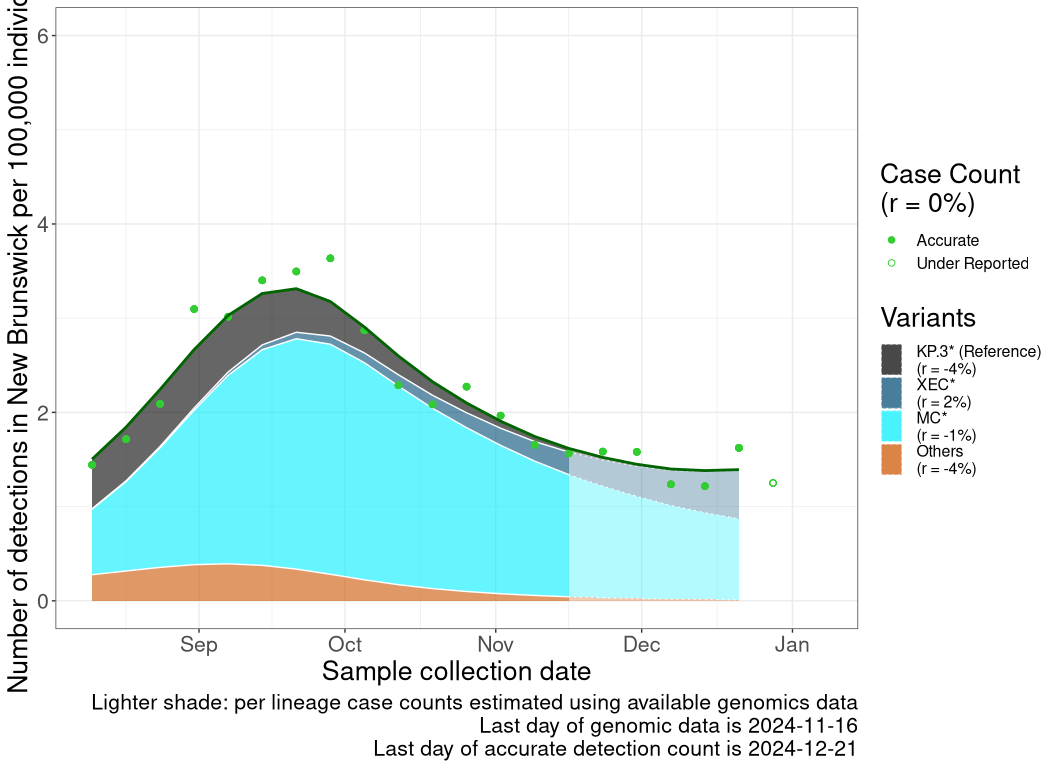 Number of detections in New Brunswick per 100,000
6
4
2
0
Sep Oct Nov Dec Jan
Sample collection date
Lighter shade: per lineage case counts estimated using available genomics data
Last day of genomic data is 2024-11-16
Last day of accurate detection count is 2024-12-21
Case Count
(r = 0%)
Accurate
Under Reported
Variants
KP.3* (Reference)
(r = -4%)
XEC*
(r = 2%)
MC*
(r = -1%)
Others
(r = -4%)